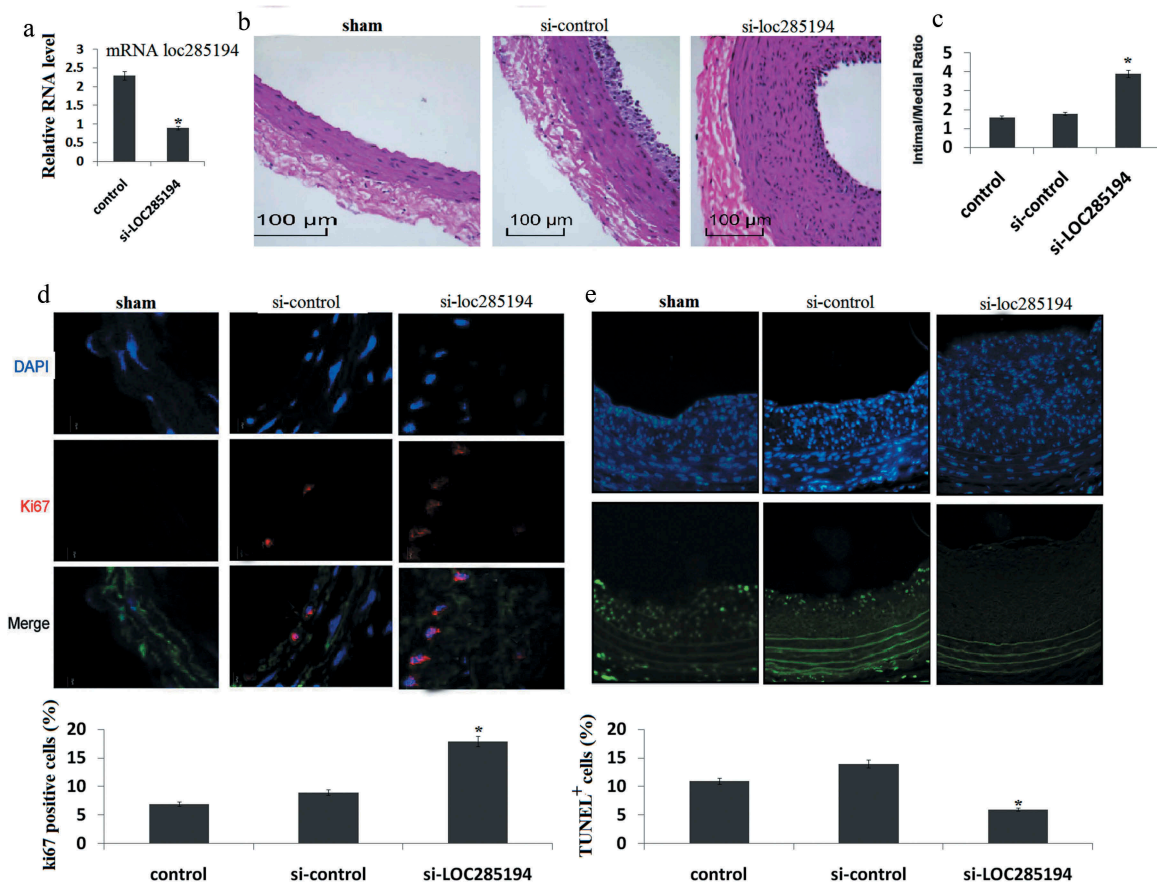 a
mRNA loc285194
Relative RNA level
2.5
2
1.5
1
0.5
0
*
control
si-LOC285194
b
sham
si-control
si-loc285194
100 µm
100 µm
100 µm
c
Intimal/Medial Ratio
6
5
4
3
2
1
0
*
control
si-control
si-LOC285194
d
sham
si-control
si-loc285194
DAPI
Ki67
Merge
ki67 positive cells (%)
20
15
10
5
0
*
control
si-control
si-LOC285194
e
sham
si-control
si-loc285194
TUNEL+ cells (%)
20
15
10
5
0
*
control
si-control
si-LOC285194